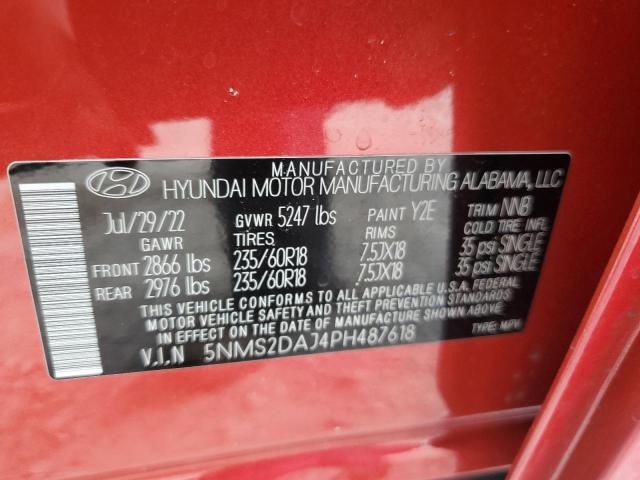 MANUFACTURED BY
HYUNDAI MOTOR MANUFACTURING ALABAMA, LLC
Jul/29/22 GVWR 5247 lbs PAINT Y2E TRIM NNB
GAWR TIRES RIMS COLD TIRE INFL
FRONT 2866 lbs 235/60R18 7.5JX18 35 psi SINGLE
REAR 2976 lbs 235/60R18 7.5JX18 35 psi SINGLE
THIS VEHICLE CONFORMS TO ALL APPLICABLE U.S.A. FEDERAL
MOTOR VEHICLE SAFETY AND THEFT PREVENTION STANDARDS
IN EFFECT ON THE DATE OF MANUFACTURE SHOWN ABOVE.
V.I.N 5NMS2DAJ4PH487618 TYPE: MPV